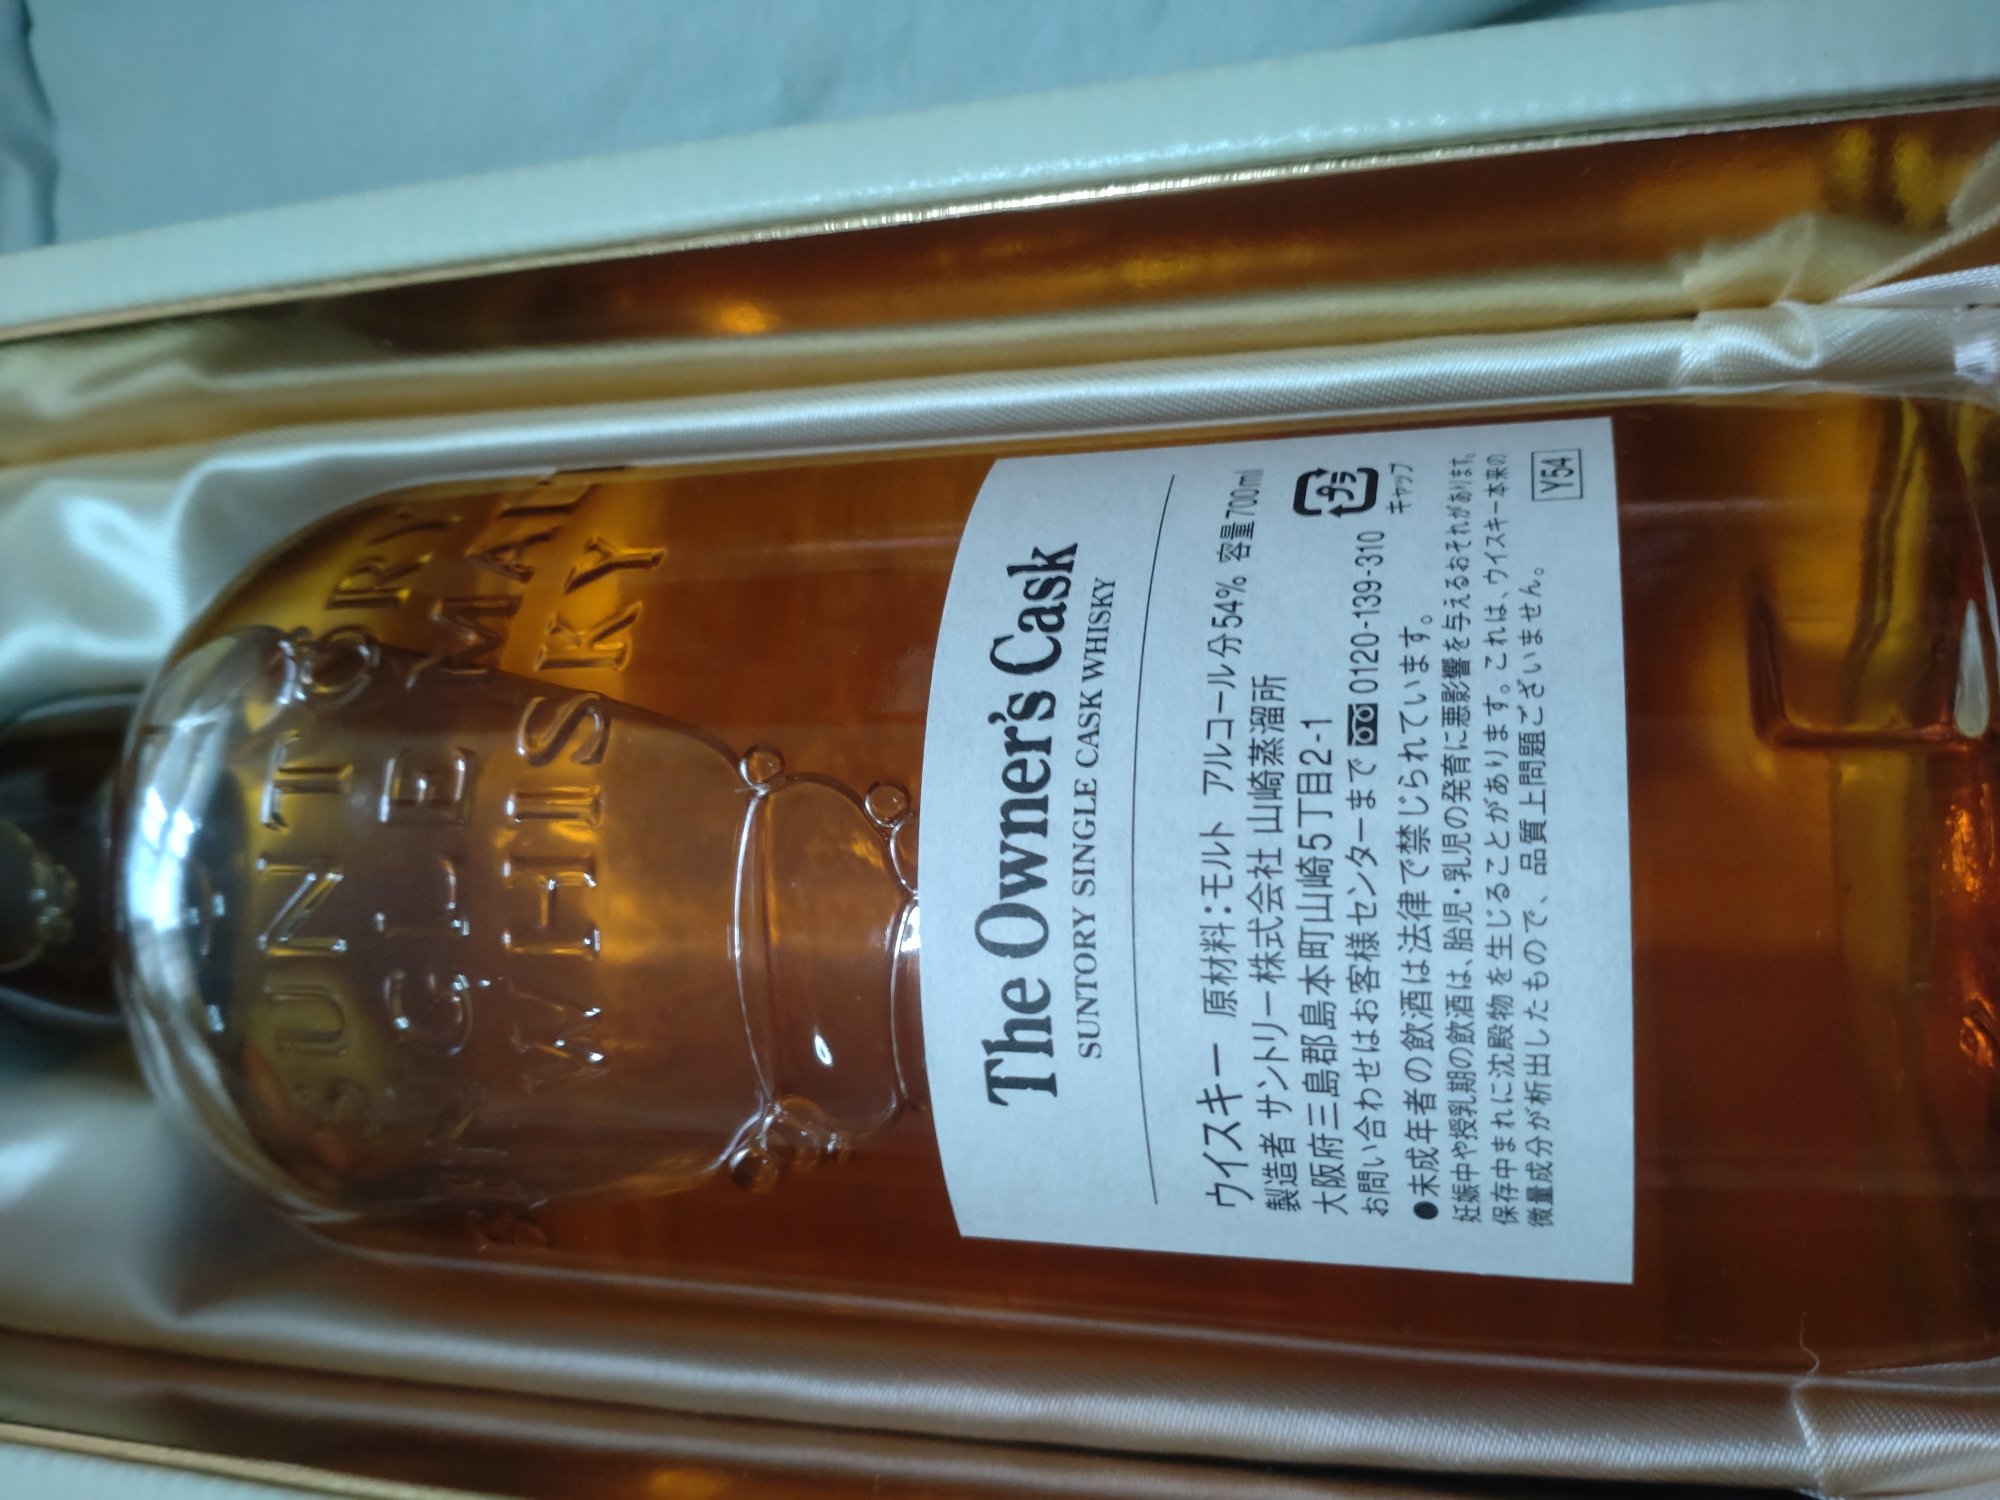 SUNTORY
SINGLE MALT
WHISKY
The Owner's Cask
SUNTORY SINGLE CASK WHISKY
ウイスキー 原材料:モルト アルコール分54% 容量700ml
製造者 サントリー株式会社 山崎蒸溜所
大阪府三島郡島本町山崎5丁目2-1
お問い合わせはお客様センターまで 0120-139-310
プラ
キャップ
●未成年者の飲酒は法律で禁じられています。
妊娠中や授乳期の飲酒は、胎児・乳児の発育に悪影響を与えるおそれがあります。
保存中まれに沈殿物を生じることがあります。これは、ウイスキー本来の
微量成分が析出したもので、品質上問題ございません。
Y54